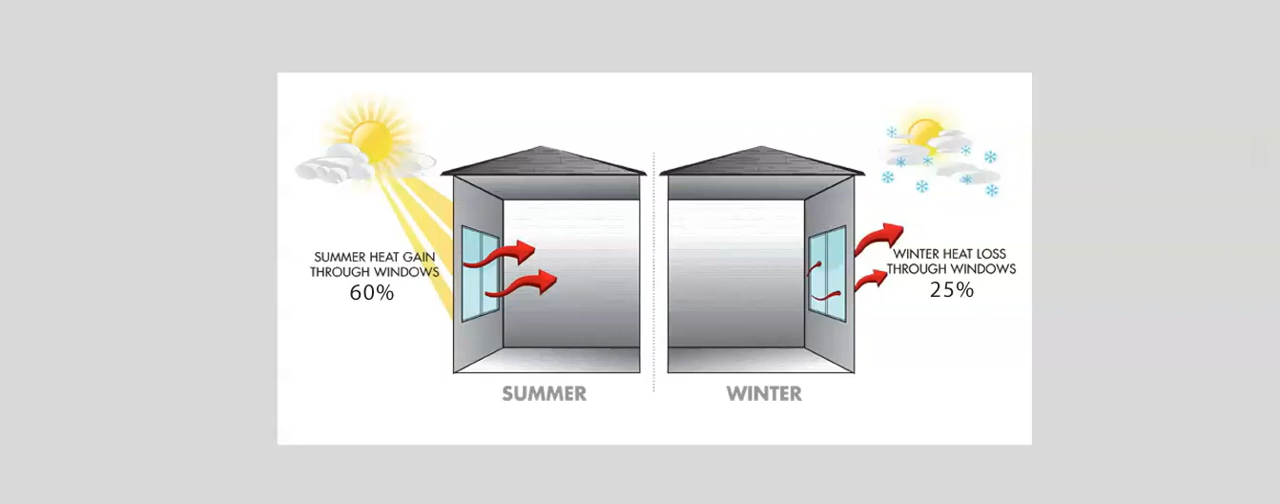 SUMMER HEAT GAIN
THROUGH WINDOWS
60%
WINTER HEAT LOSS
THROUGH WINDOWS
25%
SUMMER
WINTER